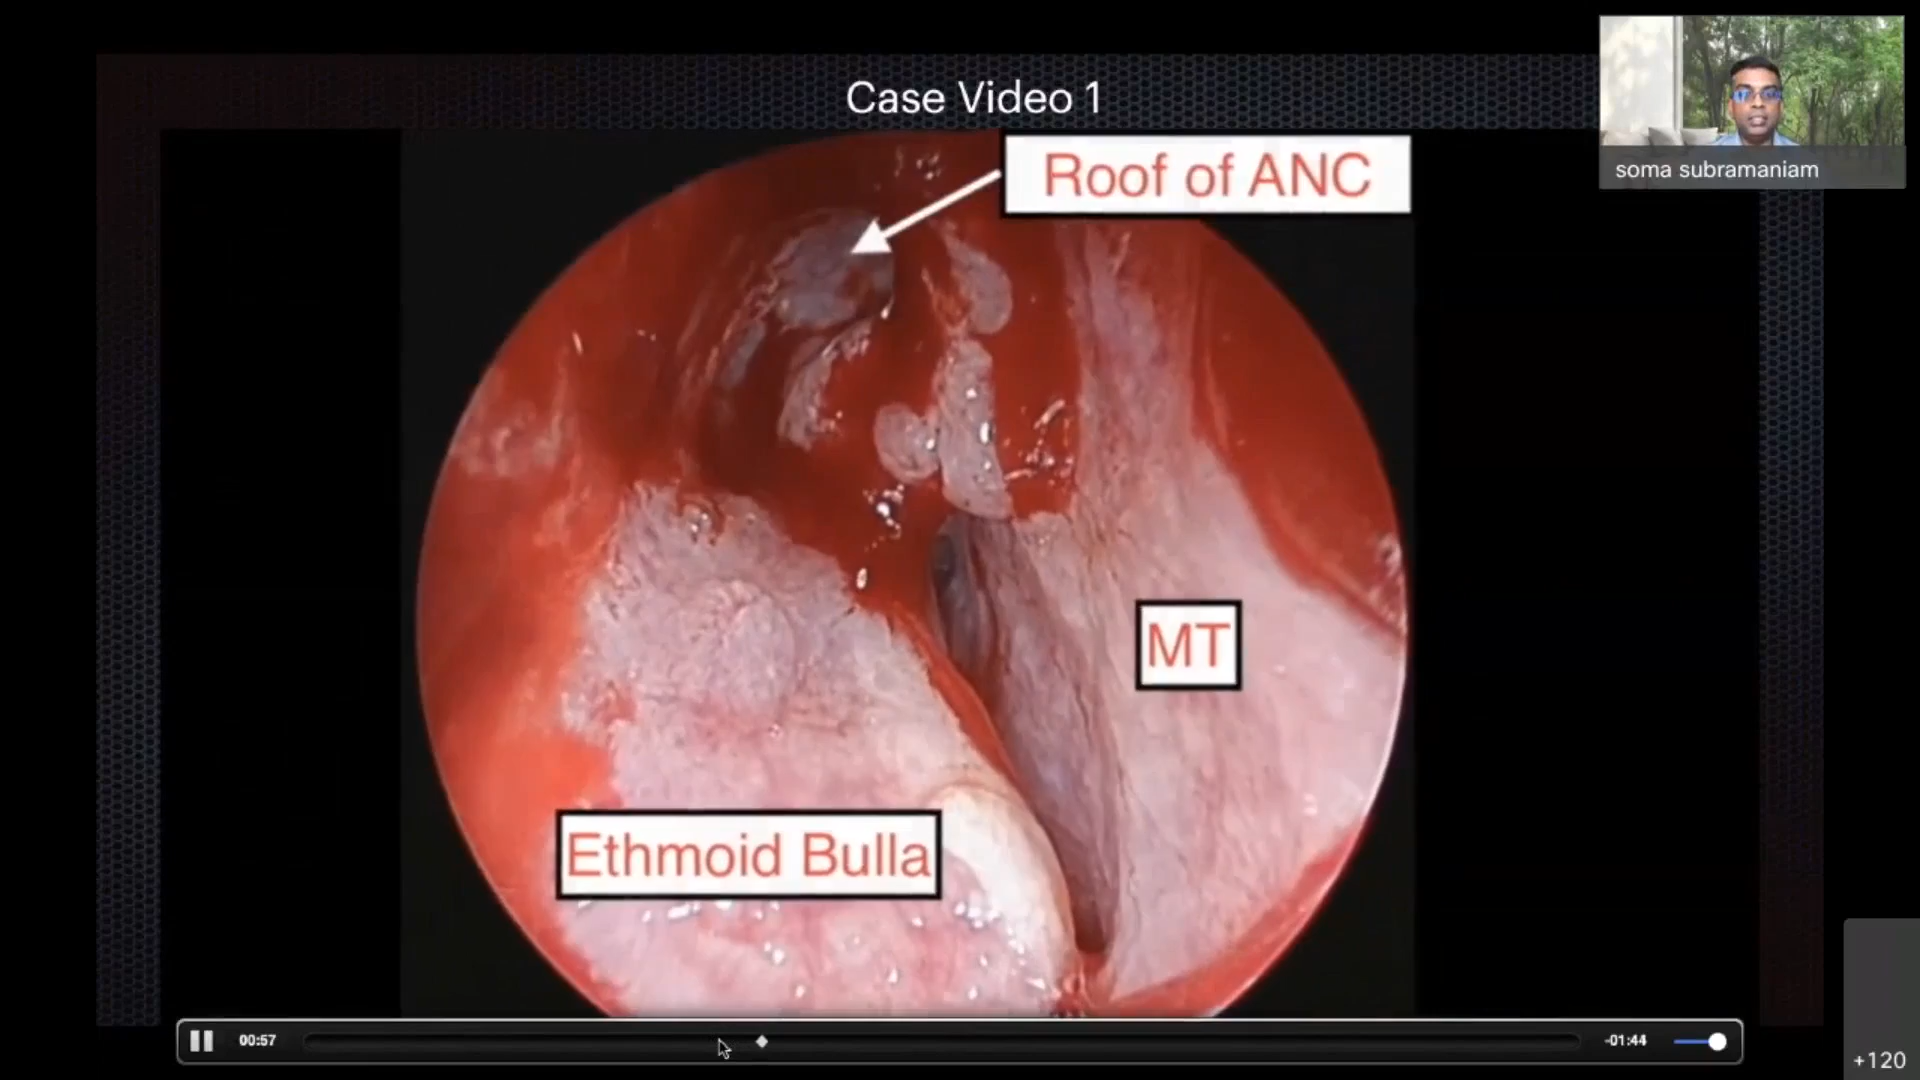 Case Video 1
soma subramaniam
Roof of ANC
MT
Ethmoid Bulla
00:57
-01:44
+120